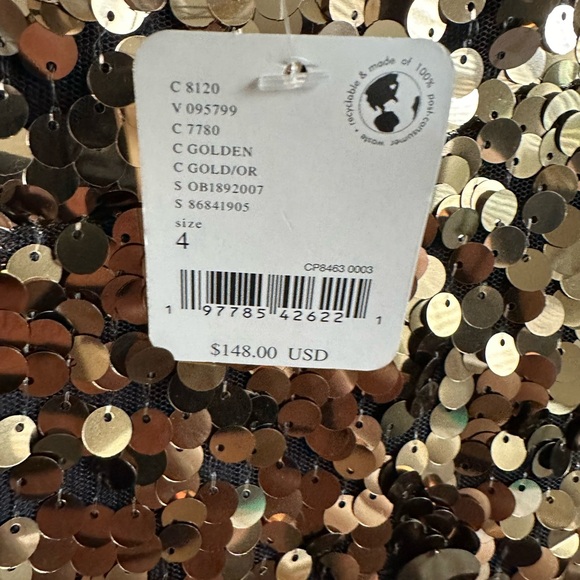 C 8120
V 095799
C 7780
C GOLDEN
C GOLD/OR
S OB1892007
S 86841905
size
4
recyclable & made of 100% post-consumer waste •
CP8463 0003
1 97785 42622 1
$148.00 USD